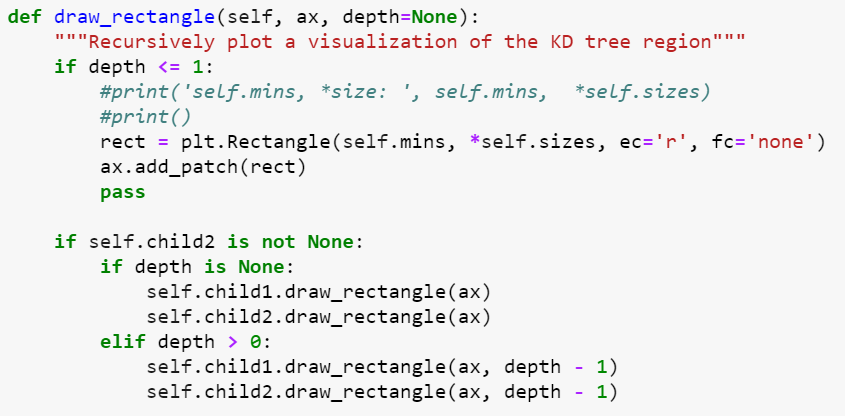 def draw_rectangle(self, ax, depth=None):
    """Recursively plot a visualization of the KD tree region"""
    if depth <= 1:
        #print('self.mins, *size: ', self.mins,  *self.sizes)
        #print()
        rect = plt.Rectangle(self.mins, *self.sizes, ec='r', fc='none')
        ax.add_patch(rect)
        pass

    if self.child2 is not None:
        if depth is None:
            self.child1.draw_rectangle(ax)
            self.child2.draw_rectangle(ax)
        elif depth > 0:
            self.child1.draw_rectangle(ax, depth - 1)
            self.child2.draw_rectangle(ax, depth - 1)